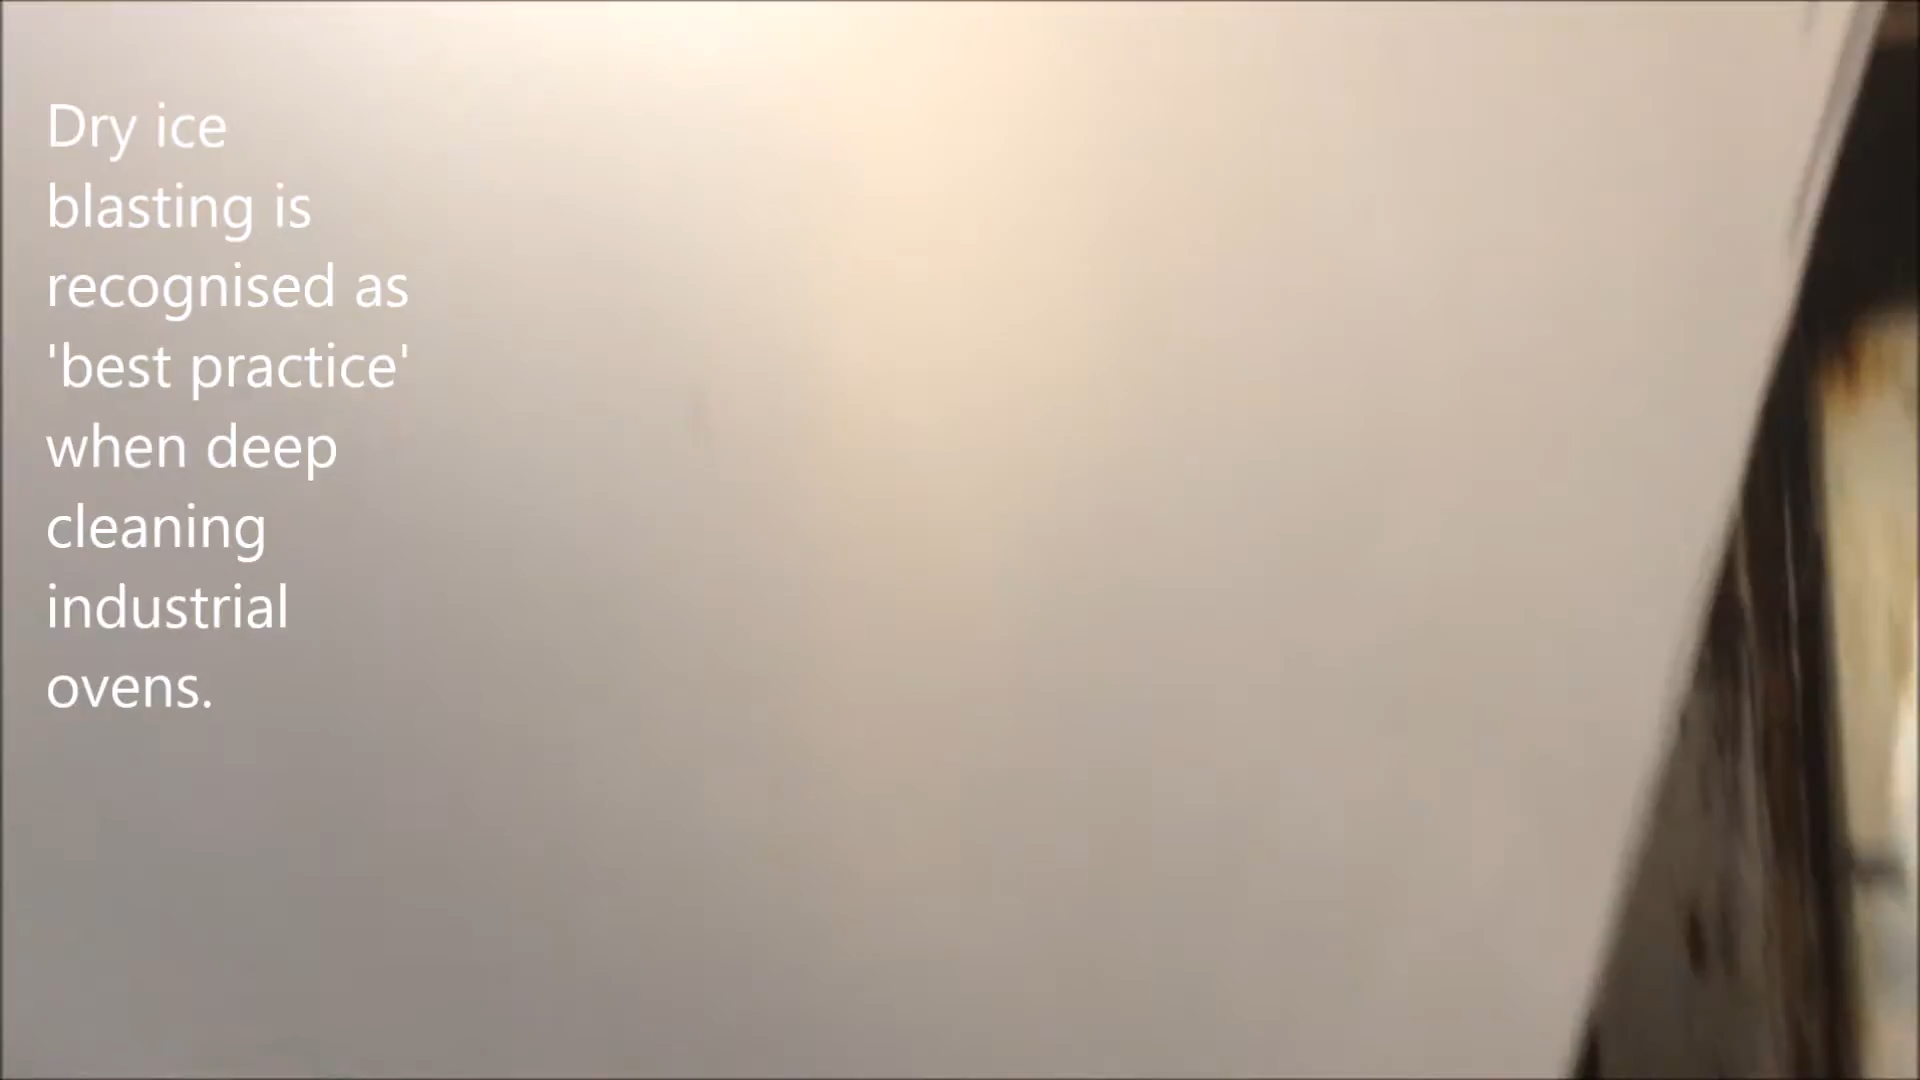 Dry ice
blasting is
recognised as
'best practice'
when deep
cleaning
industrial
ovens.